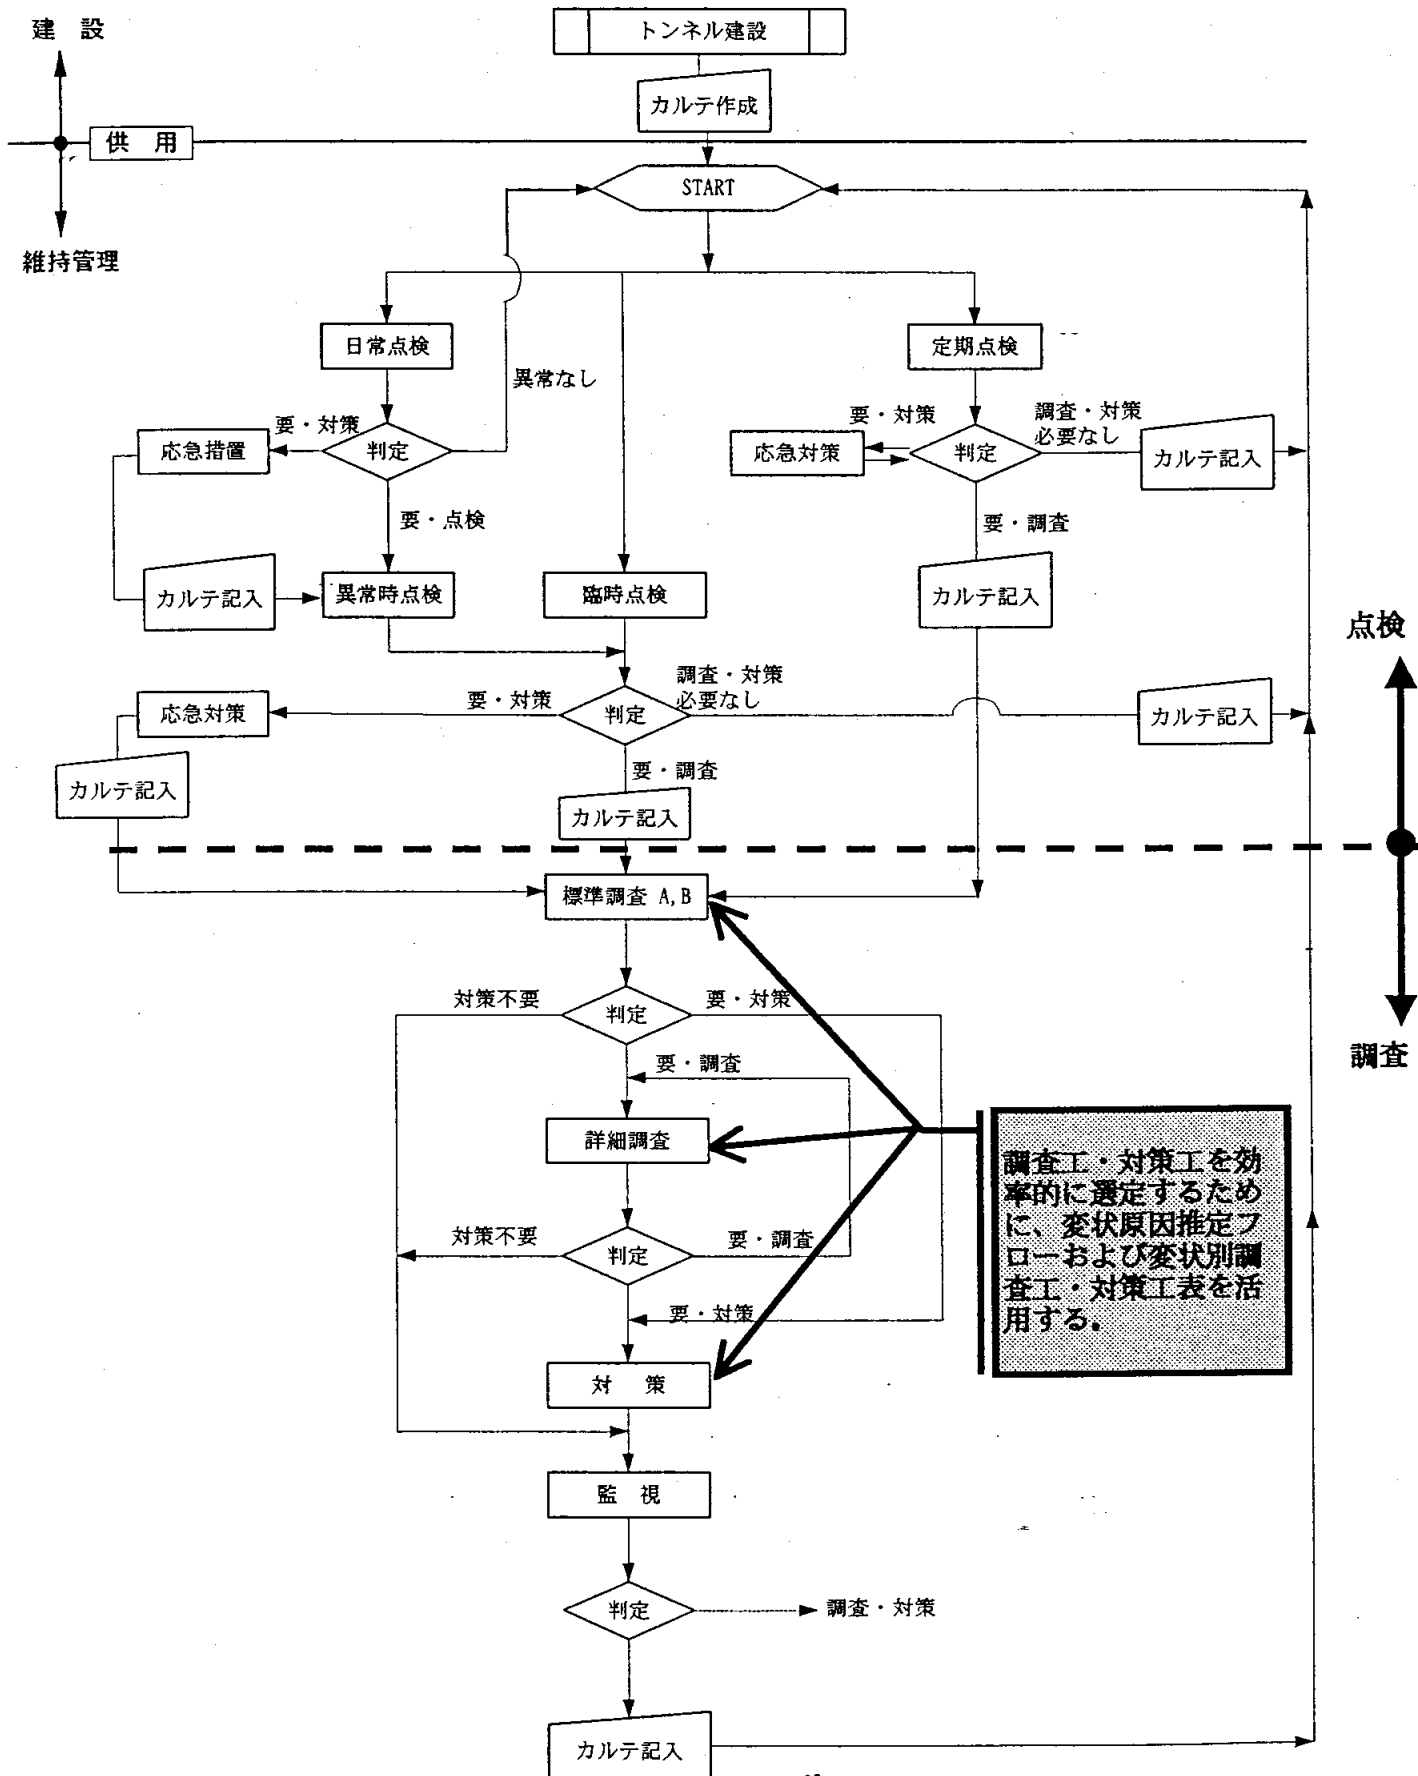 建 設
トンネル建設
カルテ作成
供 用
START
維持管理
日常点検
定期点検
異常なし
要・対策
応急措置
判定
要・対策
応急対策
判定
調査・対策
必要なし
カルテ記入
要・点検
要・調査
カルテ記入
異常時点検
臨時点検
カルテ記入
点検
応急対策
要・対策
判定
調査・対策
必要なし
カルテ記入
カルテ記入
要・調査
カルテ記入
標準調査 A,B
対策不要
判定
要・対策
調査
要・調査
詳細調査
対策不要
判定
要・調査
要・対策
対 策
調査工・対策工を効
率的に選定するため
に、変状原因推定フ
ローおよび変状別調
査工・対策工表を活
用する。
監 視
判定
調査・対策
カルテ記入